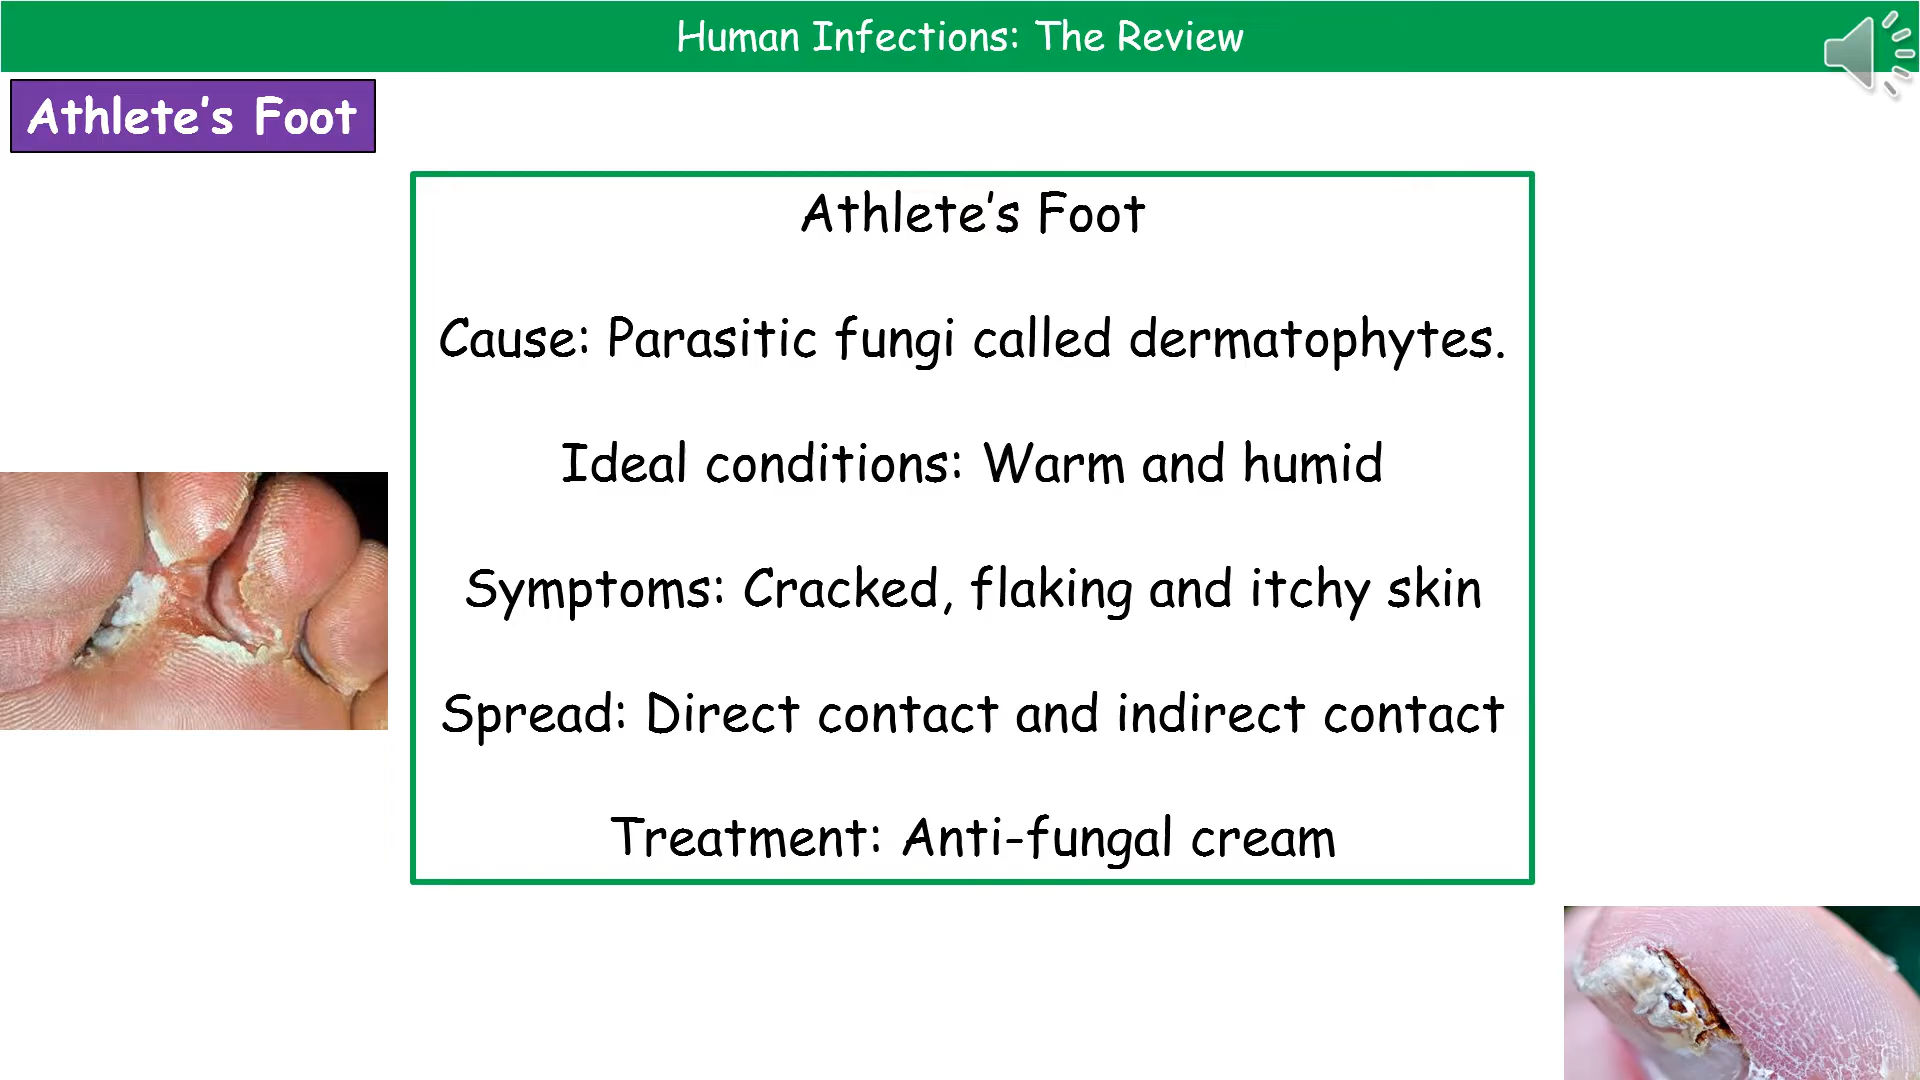 Human Infections: The Review
Athlete’s Foot
Athlete’s Foot
Cause: Parasitic fungi called dermatophytes.
Ideal conditions: Warm and humid
Symptoms: Cracked, flaking and itchy skin
Spread: Direct contact and indirect contact
Treatment: Anti-fungal cream